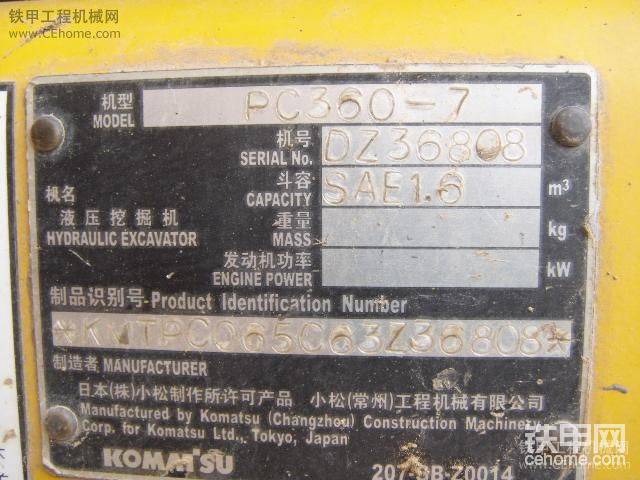 铁甲工程机械网
www.CEhome.com
机型
MODEL PC360-7
机号
SERIAL No. DZ36808
斗容
CAPACITY SAE1.6 m³
机名
液压挖掘机
HYDRAULIC EXCAVATOR
重量
MASS kg
发动机功率
ENGINE POWER kW
制品识别号-Product Identification Number
*KMTPC065C63Z36808*
制造者 MANUFACTURER
日本(株)小松制作所许可产品 小松(常州)工程机械有限公司
Manufactured by Komatsu (Changzhou) Construction Machinery
Corp. for Komatsu Ltd., Tokyo, Japan
KOMATSU
207-BB-Z0014
铁甲网
cehome.com